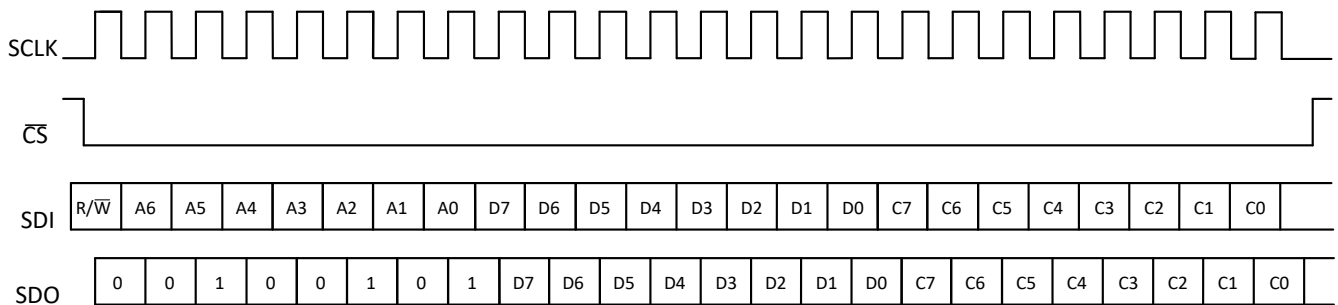 SCLK
C̅S̅
SDI R/W̅ A6 A5 A4 A3 A2 A1 A0 D7 D6 D5 D4 D3 D2 D1 D0 C7 C6 C5 C4 C3 C2 C1 C0
SDO 0 0 1 0 0 1 0 1 D7 D6 D5 D4 D3 D2 D1 D0 C7 C6 C5 C4 C3 C2 C1 C0